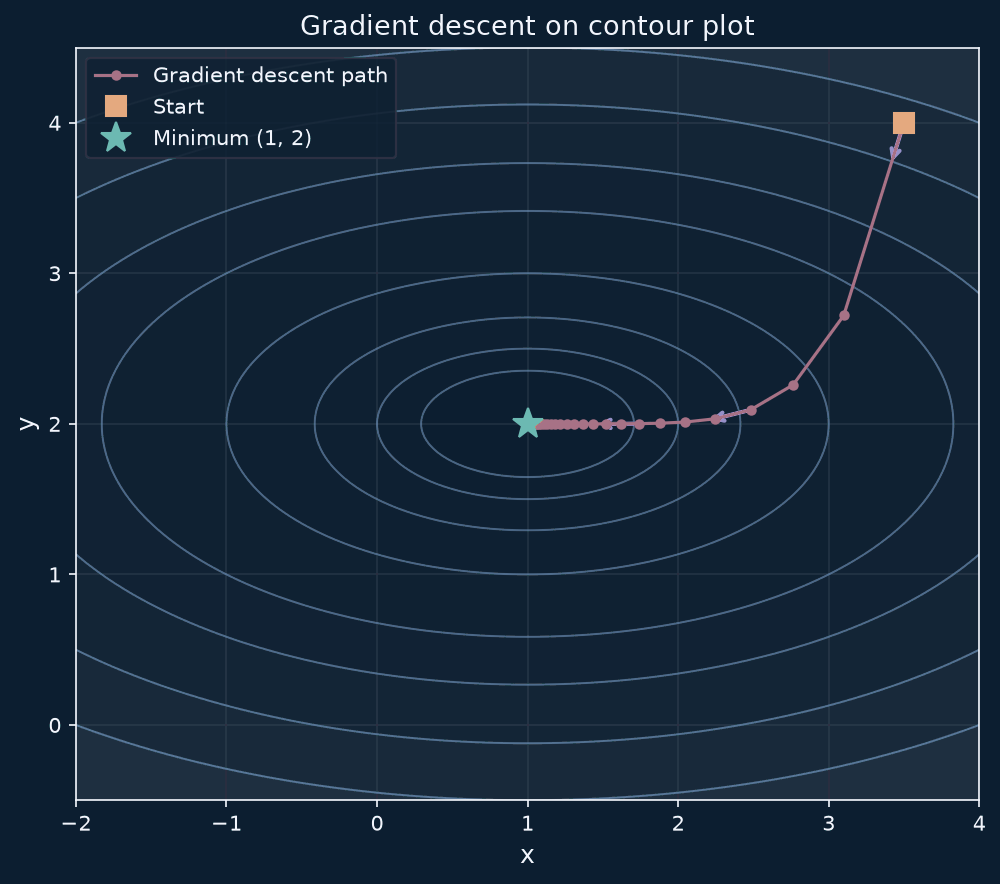 Gradient descent on contour plot
Gradient descent path
Start
Minimum (1, 2)
4
3
2
1
0
y
−2 −1 0 1 2 3 4
x